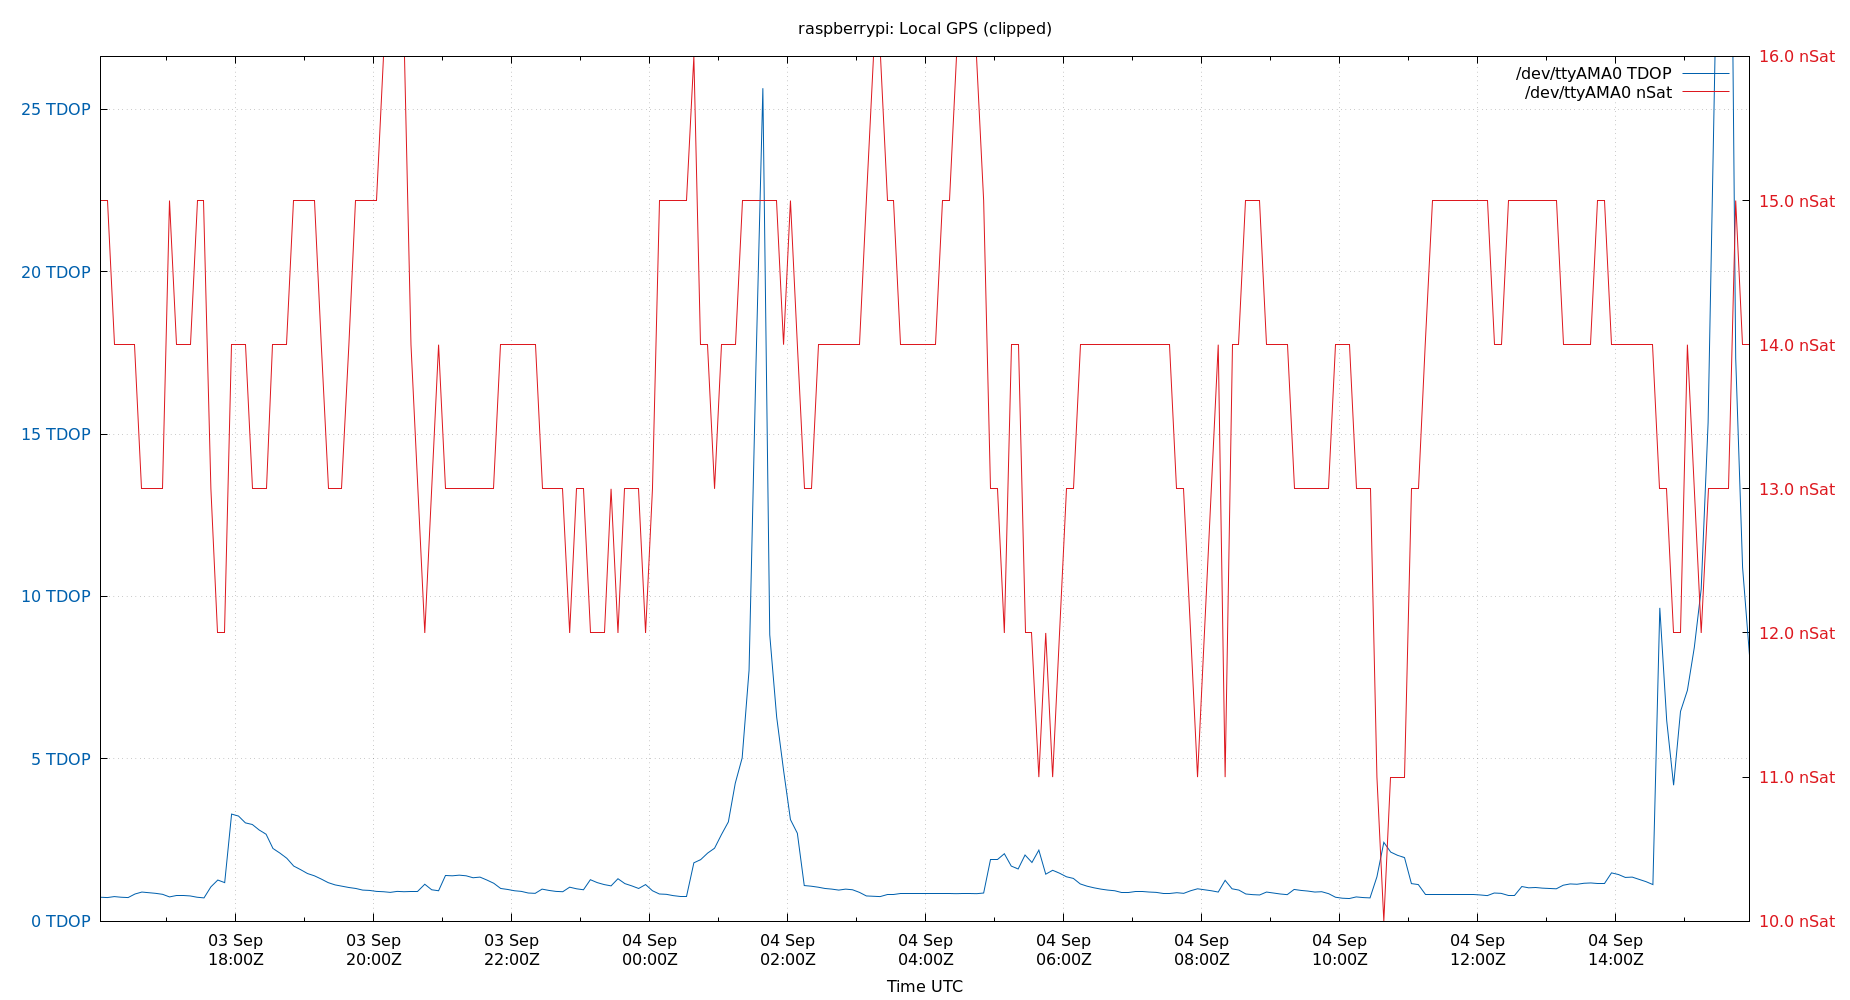 raspberrypi: Local GPS (clipped)
/dev/ttyAMA0 TDOP
/dev/ttyAMA0 nSat
25 TDOP
20 TDOP
15 TDOP
10 TDOP
5 TDOP
0 TDOP
16.0 nSat
15.0 nSat
14.0 nSat
13.0 nSat
12.0 nSat
11.0 nSat
10.0 nSat
03 Sep 03 Sep 03 Sep 04 Sep 04 Sep 04 Sep 04 Sep 04 Sep 04 Sep 04 Sep 04 Sep
18:00Z 20:00Z 22:00Z 00:00Z 02:00Z 04:00Z 06:00Z 08:00Z 10:00Z 12:00Z 14:00Z
Time UTC